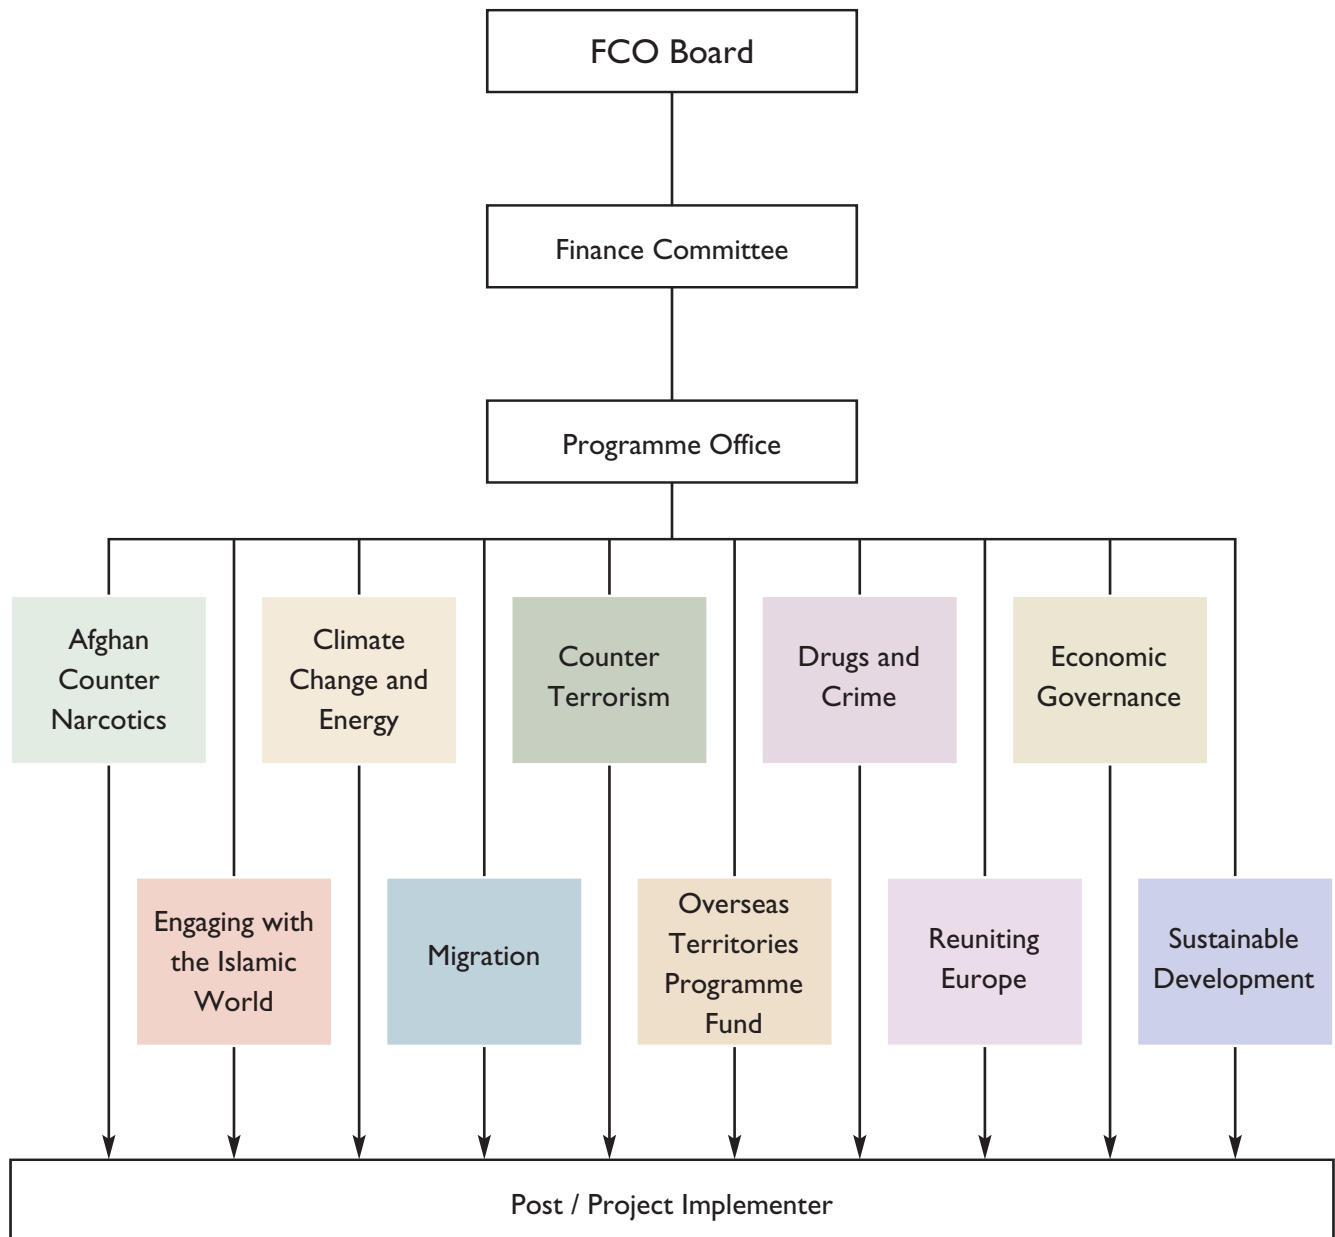 FCO Board
Finance Committee
Programme Office
Afghan
Counter
Narcotics
Climate
Change and
Energy
Counter
Terrorism
Drugs and
Crime
Economic
Governance
Engaging with
the Islamic
World
Migration
Overseas
Territories
Programme
Fund
Reuniting
Europe
Sustainable
Development
Post / Project Implementer